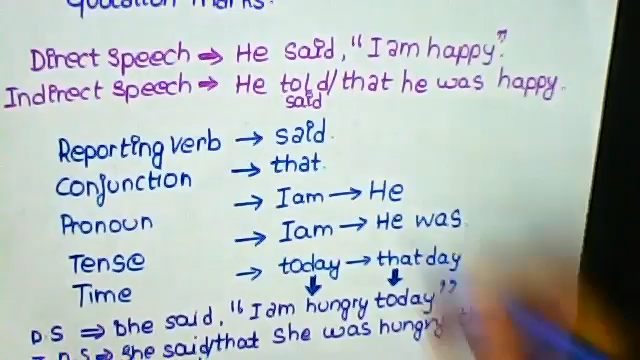 Quotation marks.
Direct speech → He said, "I am happy".
Indirect speech → He told/that he was happy.
said
Reporting verb → said.
Conjunction → that.
Pronoun → I am → He
Tense → I am → He was.
Time → today → that day
D.S ⇒ She said, "I am hungry today"
I.D.S ⇒ She said/that She was hungry